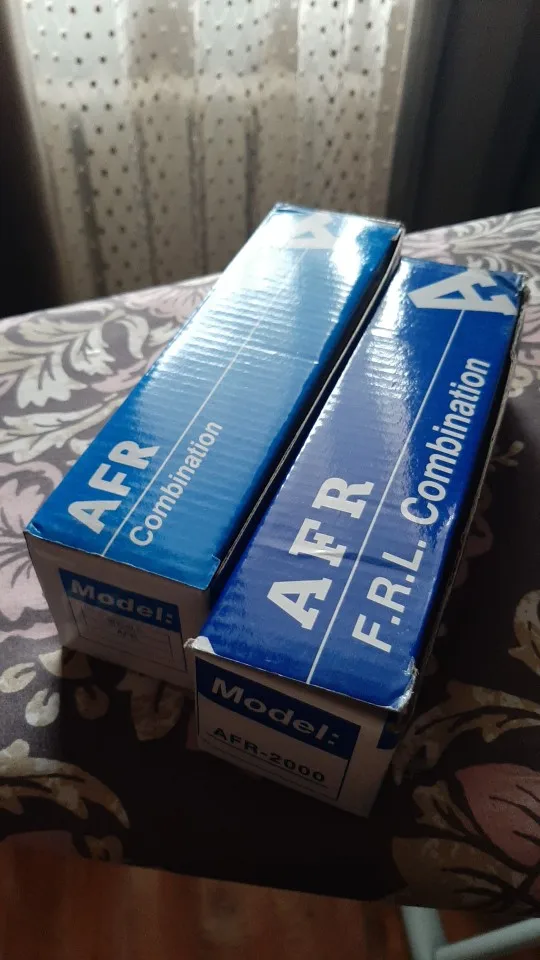 A
AFR
Combination
Model:
A
AFR
F.R.L. Combination
Model:
AFR-2000